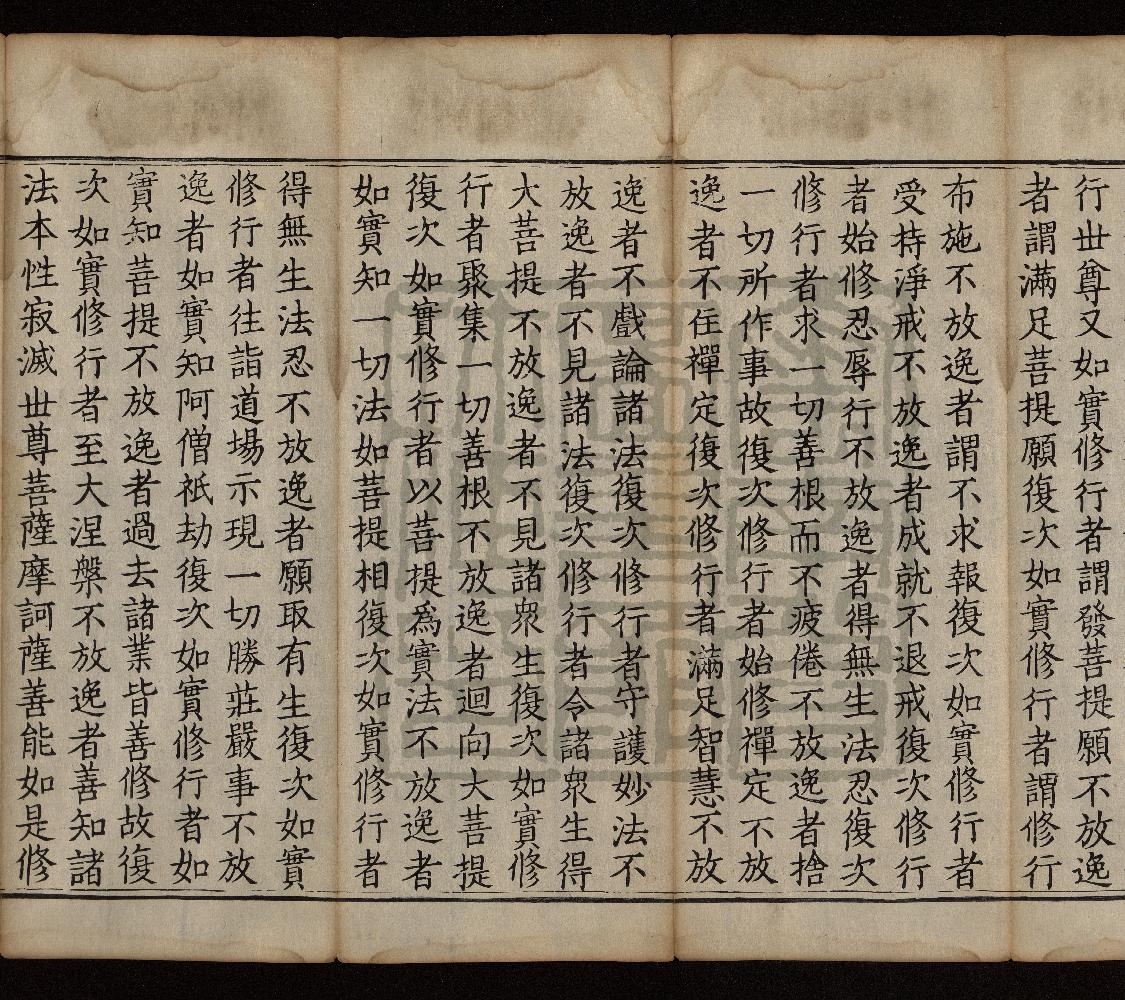 行世尊又如實修行者謂發菩提願不放逸
者謂滿足菩提願復次如實修行者謂修行
布施不放逸者謂不求報復次如實修行者
受持淨戒不放逸者成就不退戒復次修行
者始修忍辱行不放逸者得無生法忍復次
修行者求一切善根而不疲倦不放逸者捨
一切所作事故復次修行者始修禪定不放
逸者不住禪定復次修行者滿足智慧不放
逸者不戲論諸法復次修行者守護妙法不
放逸者不見諸法復次修行者令諸衆生得
大菩提不放逸者不見諸衆生復次如實修
行者聚集一切善根不放逸者迴向大菩提
復次如實修行者以菩提爲實法不放逸者
如實知一切法如菩提相復次如實修行者
得無生法忍不放逸者願取有生復次如實
修行者往詣道場示現一切勝莊嚴事不放
逸者如實知阿僧祇劫復次如實修行者如
實知菩提不放逸者過去諸業皆善修故復
次如實修行者至大涅槃不放逸者善知諸
法本性寂滅世尊菩薩摩訶薩善能如是修